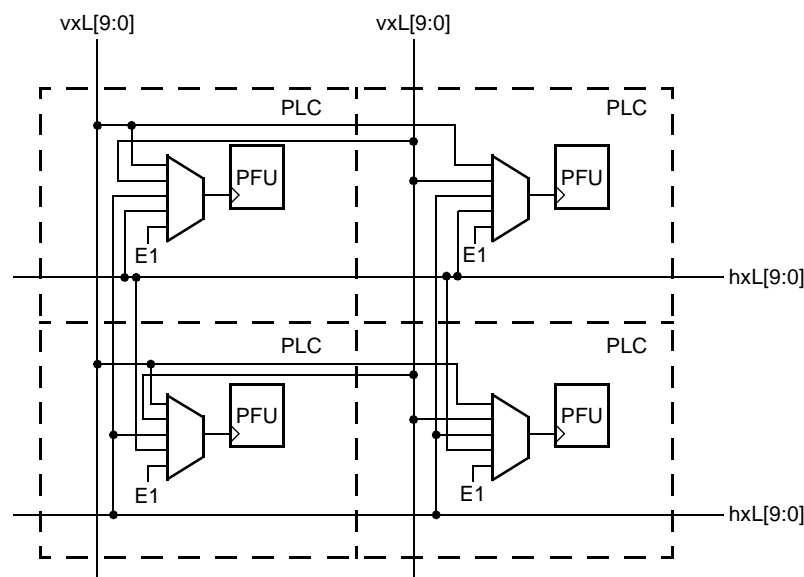 vxL[9:0] vxL[9:0]
PLC PLC
PFU PFU
E1 E1
hxL[9:0]
PLC PLC
PFU PFU
E1 E1
hxL[9:0]